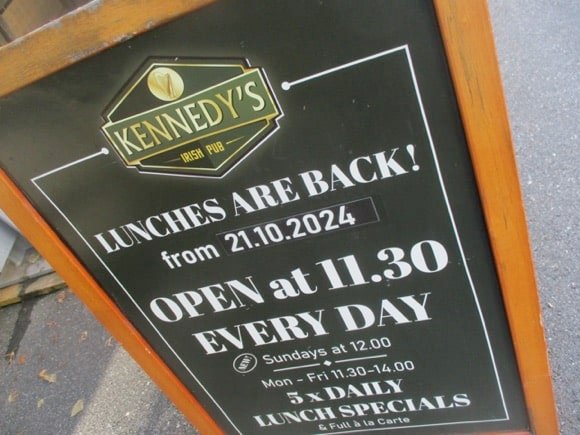 KENNEDY'S
IRISH PUB
LUNCHES ARE BACK!
from 21.10.2024
OPEN at 11.30
EVERY DAY
NEW! Sundays at 12.00
Mon - Fri 11.30-14.00
5 x DAILY
LUNCH SPECIALS
& Full à la Carte